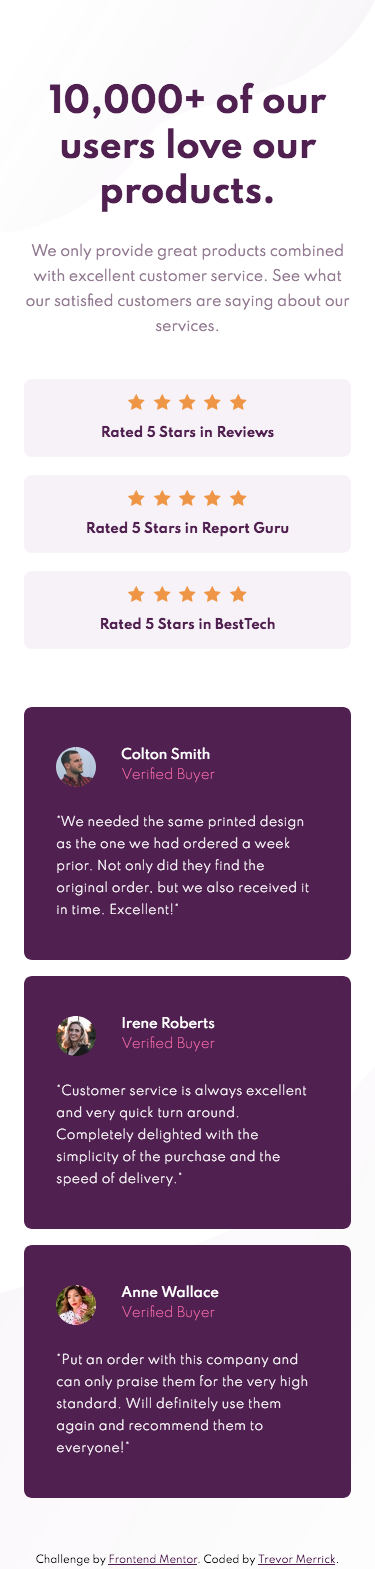 10,000+ of our
users love our
products.
We only provide great products combined
with excellent customer service. See what
our satisfied customers are saying about our
services.
Rated 5 Stars in Reviews
Rated 5 Stars in Report Guru
Rated 5 Stars in BestTech
Colton Smith
Verified Buyer
"We needed the same printed design
as the one we had ordered a week
prior. Not only did they find the
original order, but we also received it
in time. Excellent!"
Irene Roberts
Verified Buyer
"Customer service is always excellent
and very quick turn around.
Completely delighted with the
simplicity of the purchase and the
speed of delivery."
Anne Wallace
Verified Buyer
"Put an order with this company and
can only praise them for the very high
standard. Will definitely use them
again and recommend them to
everyone!"
Challenge by Frontend Mentor. Coded by Trevor Merrick.